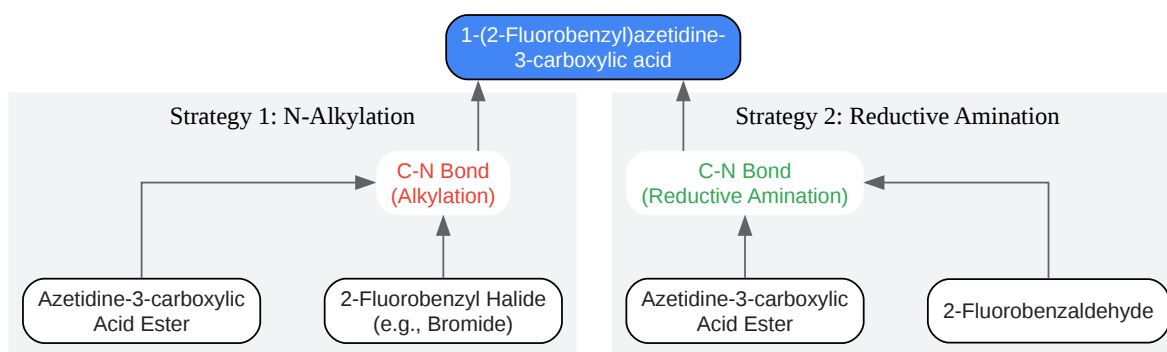 1-(2-Fluorobenzyl)azetidine-
3-carboxylic acid
Strategy 1: N-Alkylation
C-N Bond
(Alkylation)
Azetidine-3-carboxylic
Acid Ester
2-Fluorobenzyl Halide
(e.g., Bromide)
Strategy 2: Reductive Amination
C-N Bond
(Reductive Amination)
Azetidine-3-carboxylic
Acid Ester
2-Fluorobenzaldehyde